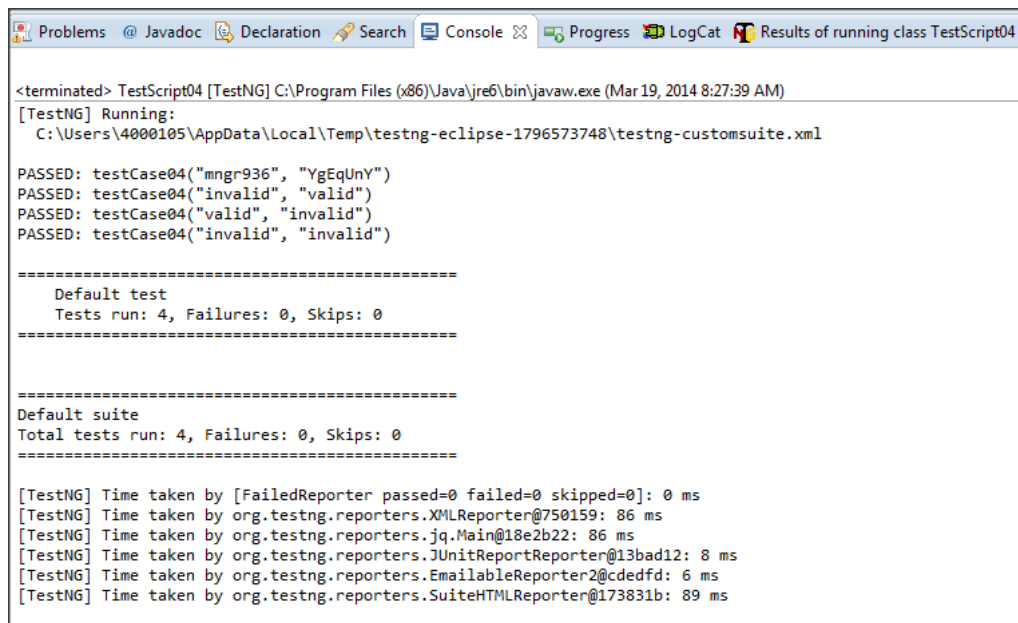 Problems @ Javadoc Declaration Search Console Progress LogCat Results of running class TestScript04
<terminated> TestScript04 [TestNG] C:\Program Files (x86)\Java\jre6\bin\javaw.exe (Mar 19, 2014 8:27:39 AM)
[TestNG] Running:
C:\Users\4000105\AppData\Local\Temp\testng-eclipse-1796573748\testng-customsuite.xml
PASSED: testCase04("mngr936", "YgEqUnY")
PASSED: testCase04("invalid", "valid")
PASSED: testCase04("valid", "invalid")
PASSED: testCase04("invalid", "invalid")
===============================================
Default test
Tests run: 4, Failures: 0, Skips: 0
===============================================
===============================================
Default suite
Total tests run: 4, Failures: 0, Skips: 0
===============================================
[TestNG] Time taken by [FailedReporter passed=0 failed=0 skipped=0]: 0 ms
[TestNG] Time taken by org.testng.reporters.XMLReporter@750159: 86 ms
[TestNG] Time taken by org.testng.reporters.jq.Main@18e2b22: 86 ms
[TestNG] Time taken by org.testng.reporters.JUnitReportReporter@13bad12: 8 ms
[TestNG] Time taken by org.testng.reporters.EmailableReporter2@cdedfd: 6 ms
[TestNG] Time taken by org.testng.reporters.SuiteHTMLReporter@173831b: 89 ms